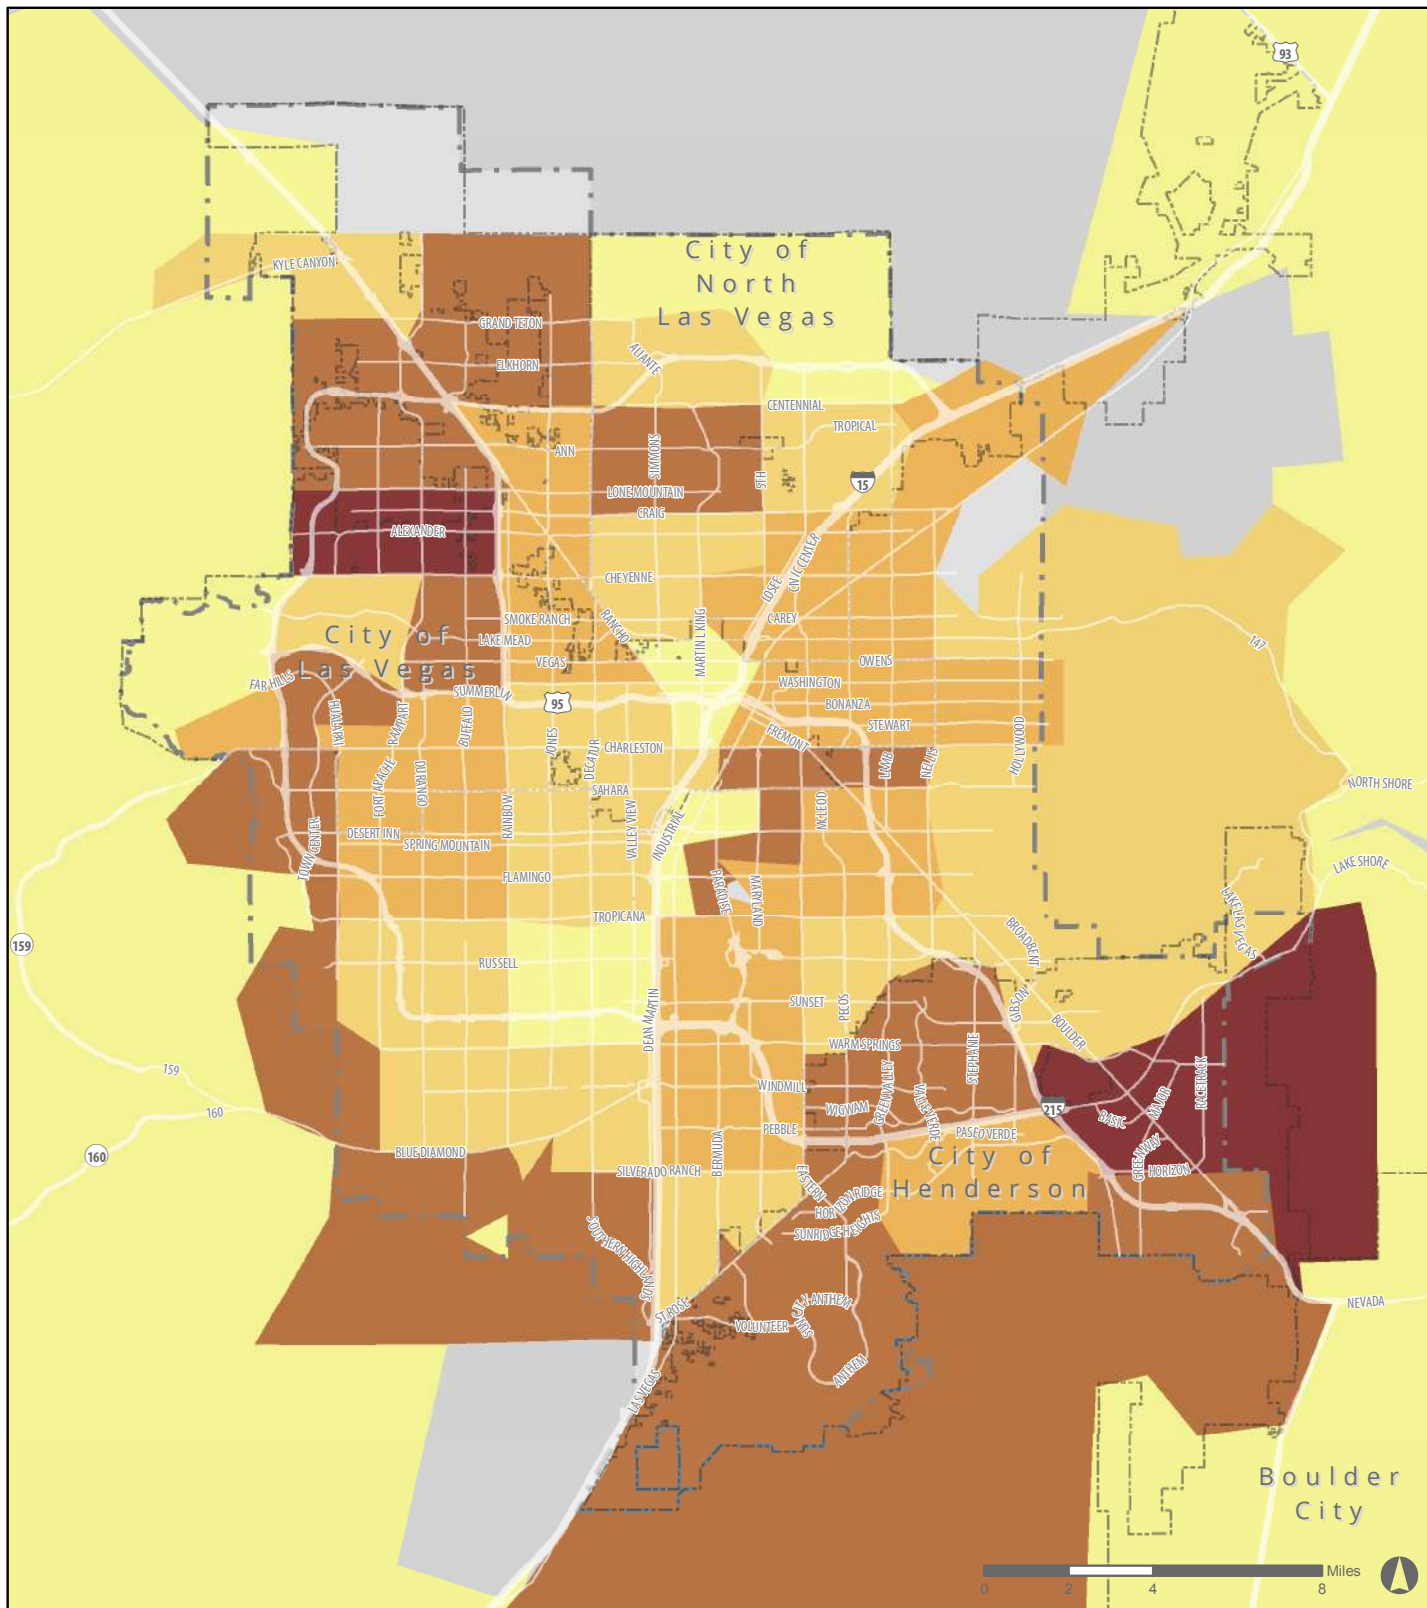 93
City of
North
Las Vegas
KYLE CANYON
GRAND TETON
ALIANTE
ELKHORN
CENTENNIAL
TROPICAL
ANN
SIMMONS
5TH
15
LONE MOUNTAIN
CRAIG
ALEXANDER
CIVIC CENTER
LOSEE
CHEYENNE
SMOKE RANCH
RANCHO
MARTIN L KING
CAREY
City of
Las Vegas
LAKE MEAD
VEGAS
OWENS
147
FAR HILLS
SUMMERLIN
WASHINGTON
95
BONANZA
HUALAPAI
RAMPART
BUFFALO
STEWART
JONES
DECATUR
CHARLESTON
FREMONT
HOLLYWOOD
LAMB
NELLIS
FORT APACHE
DURANGO
SAHARA
NORTH SHORE
RAINBOW
VALLEY VIEW
INDUSTRIAL
MCLEOD
DESERT INN
SPRING MOUNTAIN
TOWN CENTER
LAKE SHORE
FLAMINGO
PARADISE
MARYLAND
TROPICANA
LAKE LAS VEGAS
159
BROADBENT
RUSSELL
SUNSET
PECOS
GIBSON
DEAN MARTIN
BOULDER
WARM SPRINGS
STEPHANIE
159
WINDMILL
GREEN VALLEY
VALLE VERDE
RACETRACK
160
WIGWAM
215
BASIC
MAJOR
PEBBLE
PASEO VERDE
160
BLUE DIAMOND
BERMUDA
City of
Henderson
GREENWAY
HORIZON
SILVERADO RANCH
EASTERN
HORIZON RIDGE
SUNRIDGE HEIGHTS
SOUTHERN HIGHLANDS
ST ROSE
SUN CITY ANTHEM
VOLUNTEER
NEVADA
ANTHEM
LAS VEGAS
Boulder
City
Miles
0 2 4 8